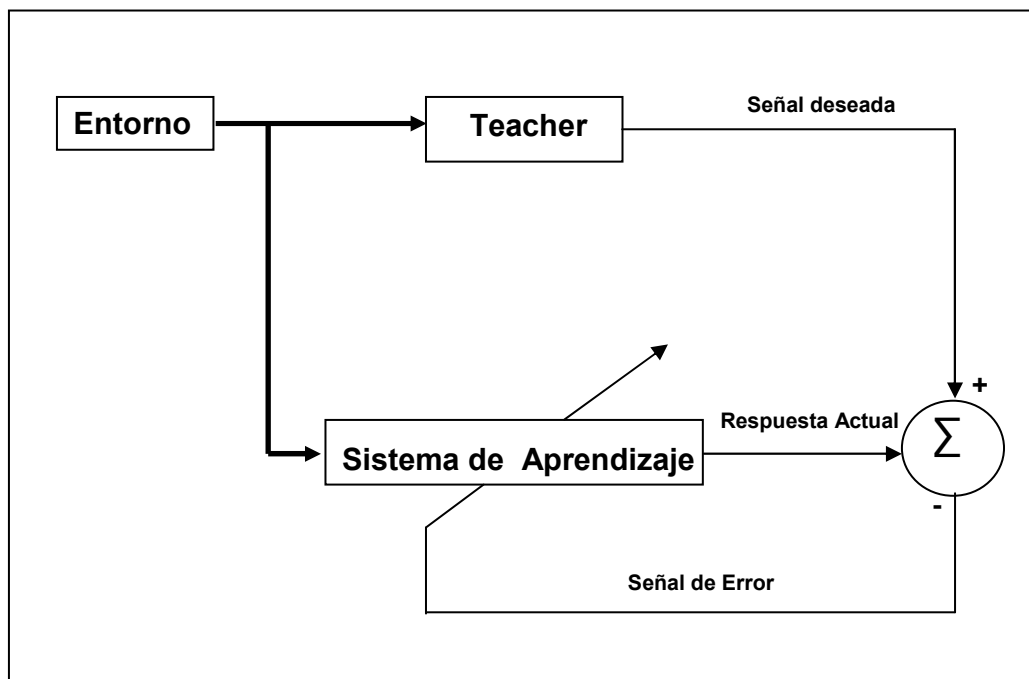 Señal deseada
Entorno
Teacher
+
Respuesta Actual
Σ
Sistema de Aprendizaje
-
Señal de Error